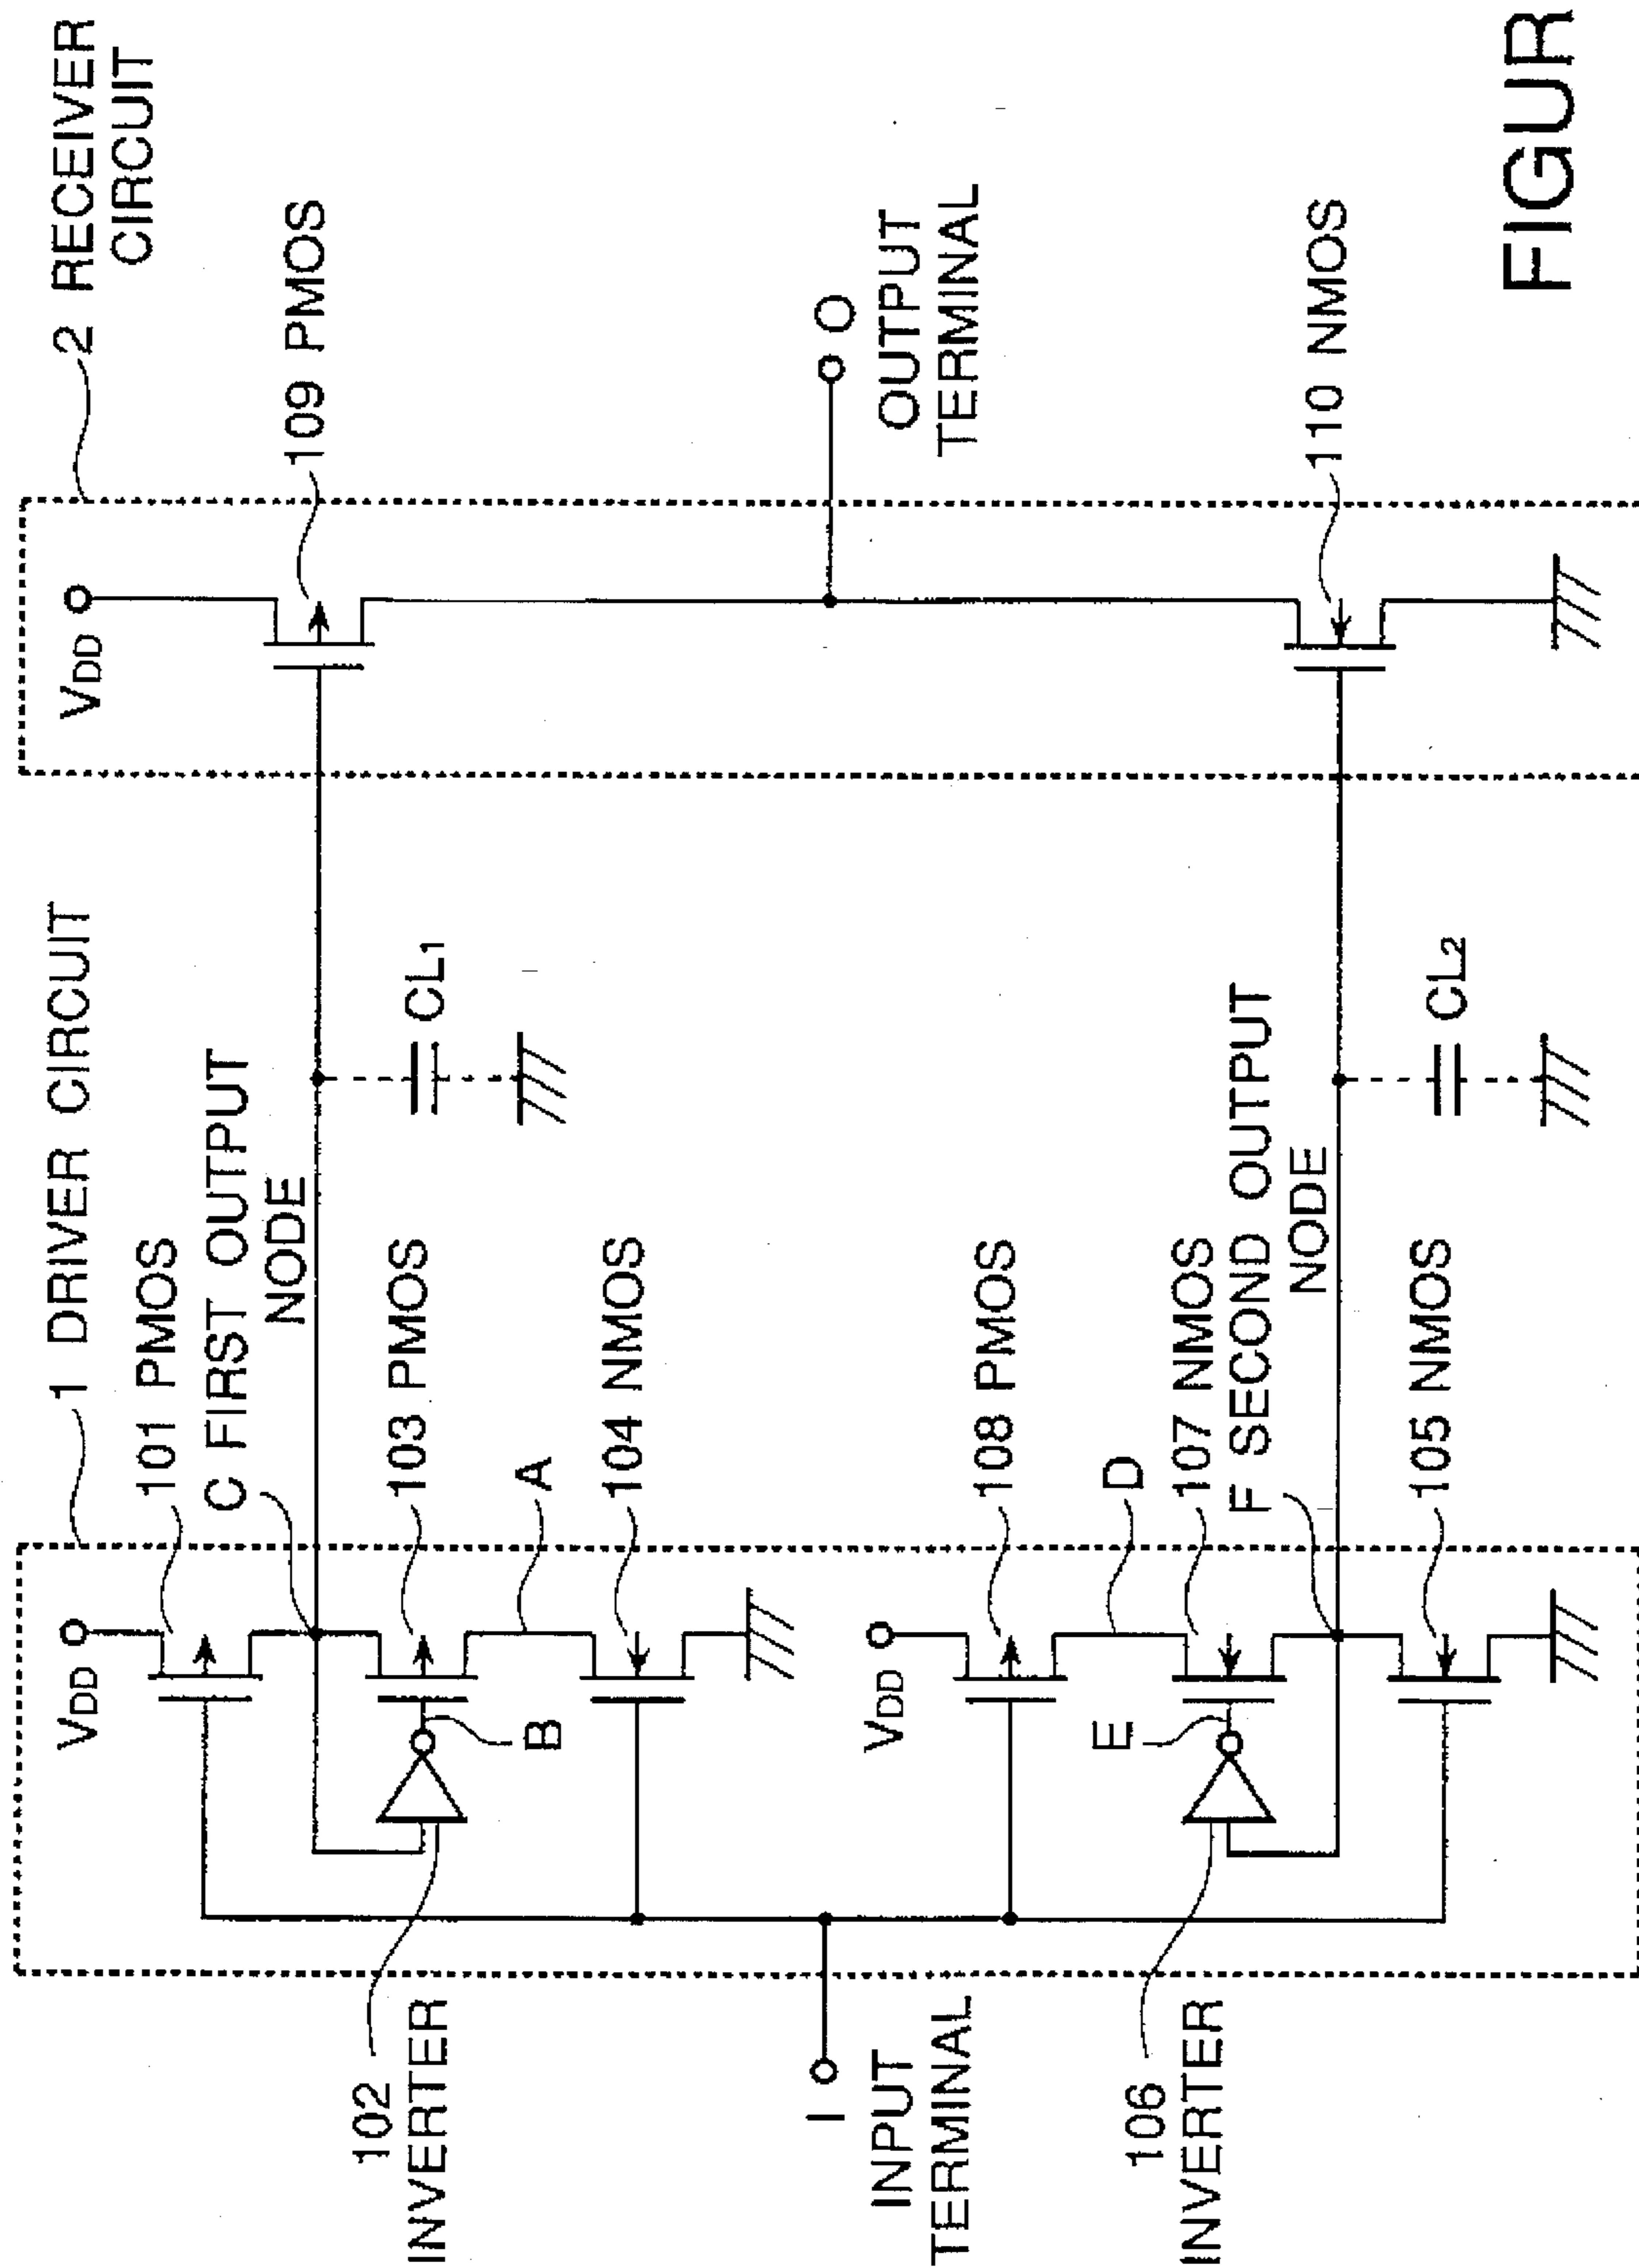 1 DRIVER CIRCUIT
2 RECEIVER
CIRCUIT
VDD
101 PMOS
C FIRST OUTPUT
NODE
103 PMOS
A
104 NMOS
B
102
INVERTER
CL1
VDD
109 PMOS
I
INPUT
TERMINAL
O
OUTPUT
TERMINAL
VDD
108 PMOS
D
107 NMOS
E
F SECOND OUTPUT
NODE
105 NMOS
106
INVERTER
CL2
110 NMOS
FIGUR